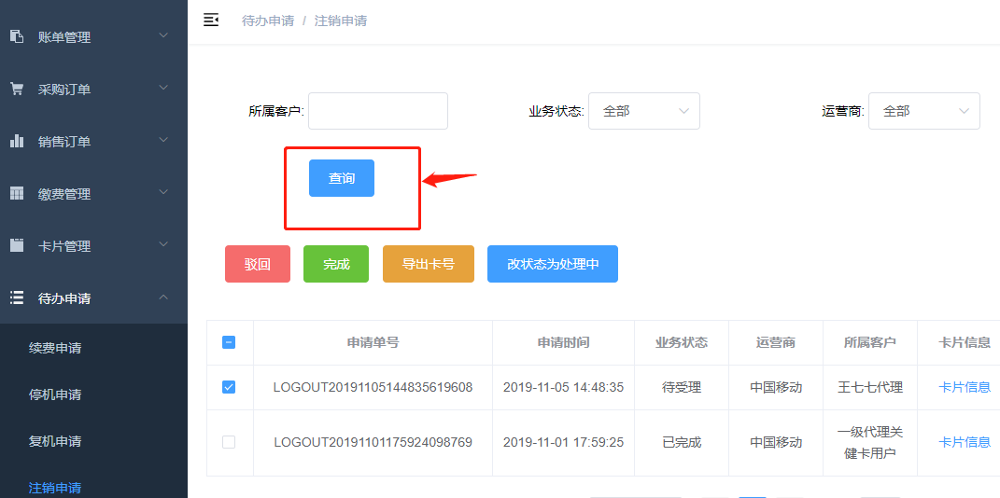 待办申请 / 注销申请
账单管理
采购订单
销售订单
缴费管理
卡片管理
待办申请
续费申请
停机申请
复机申请
注销申请
所属客户: 业务状态: 全部 运营商: 全部
查询
驳回 完成 导出卡号 改状态为处理中
申请单号 申请时间 业务状态 运营商 所属客户 卡片信息
LOGOUT20191105144835619608 2019-11-05 14:48:35 待受理 中国移动 王七七代理 卡片信息
LOGOUT20191101175924098769 2019-11-01 17:59:25 已完成 中国移动 一级代理关 卡片信息
健卡用户